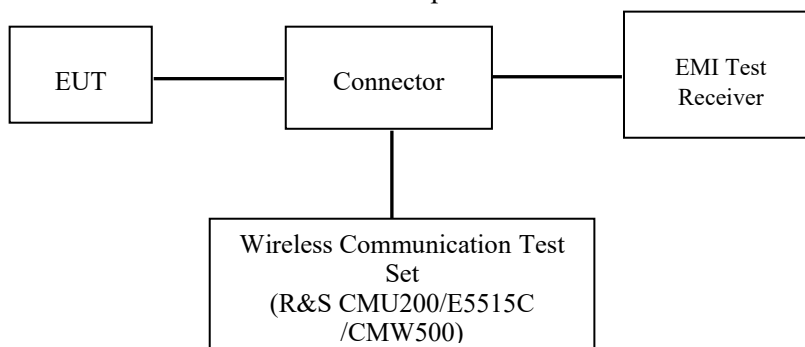 EUT
Connector
EMI Test
Receiver
Wireless Communication Test
Set
(R&S CMU200/E5515C
/CMW500)